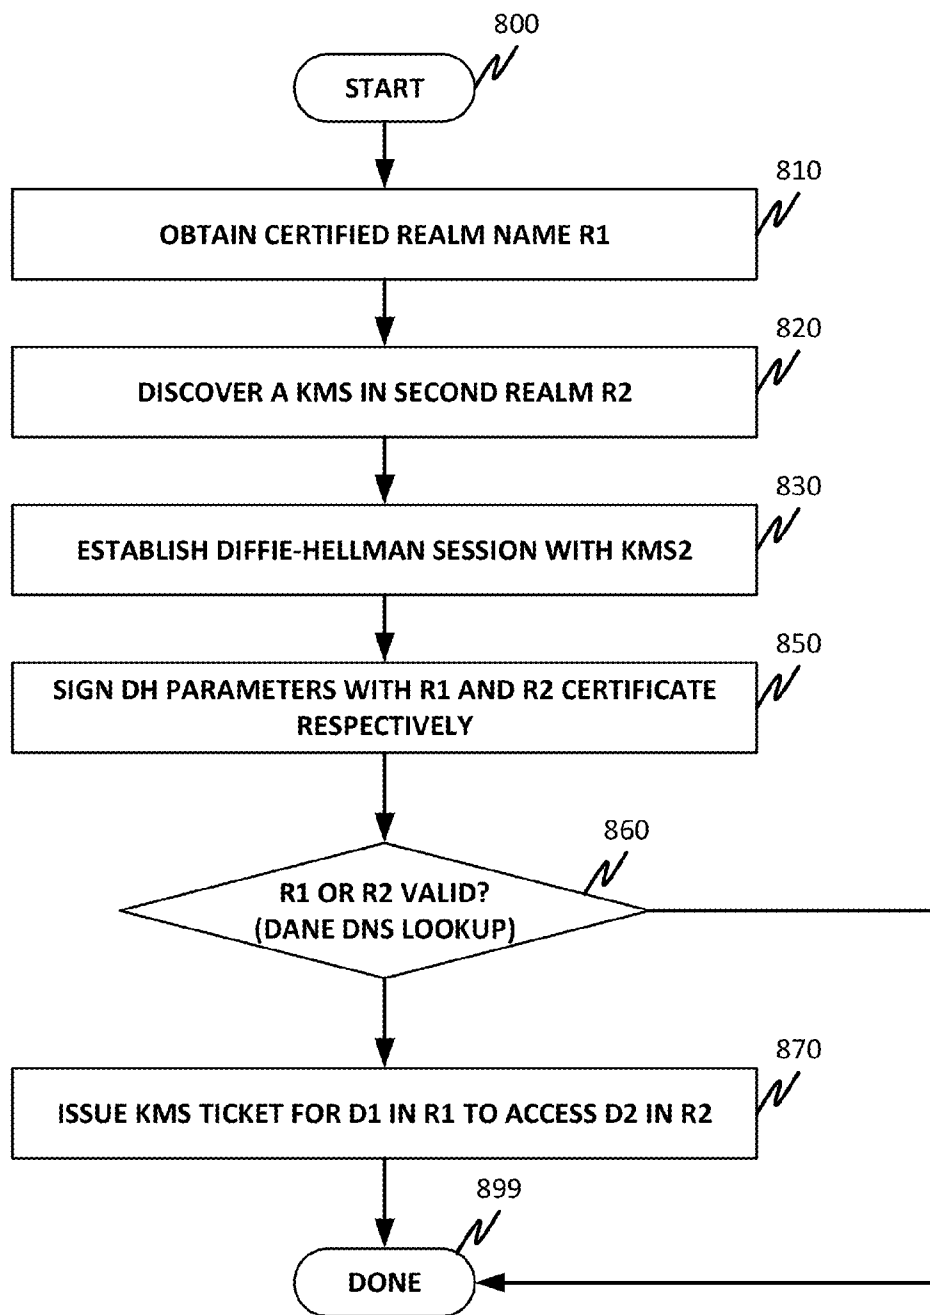 800
START
810
OBTAIN CERTIFIED REALM NAME R1
820
DISCOVER A KMS IN SECOND REALM R2
830
ESTABLISH DIFFIE-HELLMAN SESSION WITH KMS2
850
SIGN DH PARAMETERS WITH R1 AND R2 CERTIFICATE
RESPECTIVELY
860
R1 OR R2 VALID?
(DANE DNS LOOKUP)
870
ISSUE KMS TICKET FOR D1 IN R1 TO ACCESS D2 IN R2
899
DONE